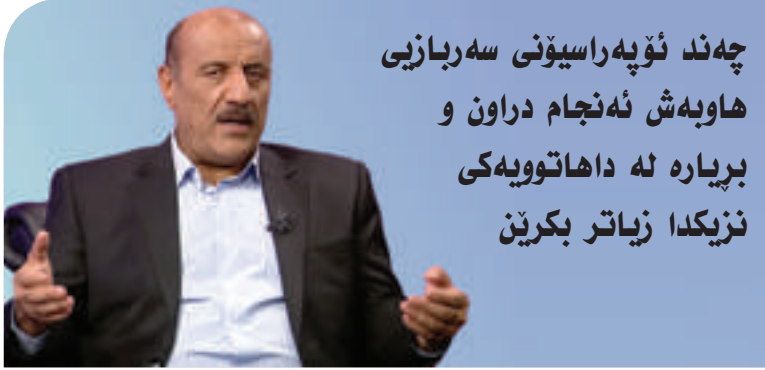 چەند ئۆپەراسیۆنی سەربازیی
هاوبەش ئەنجام دراون و
بڕیارە لە داهاتوویەکی
نزیکدا زیاتر بکرێن